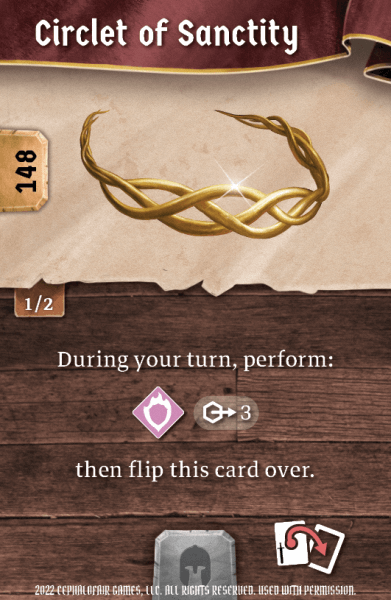 Circlet of Sanctity
148
1/2
During your turn, perform:
3
then flip this card over.
2022 CEPHALOFAIR GAMES, LLC. ALL RIGHTS RESERVED. USED WITH PERMISSION.